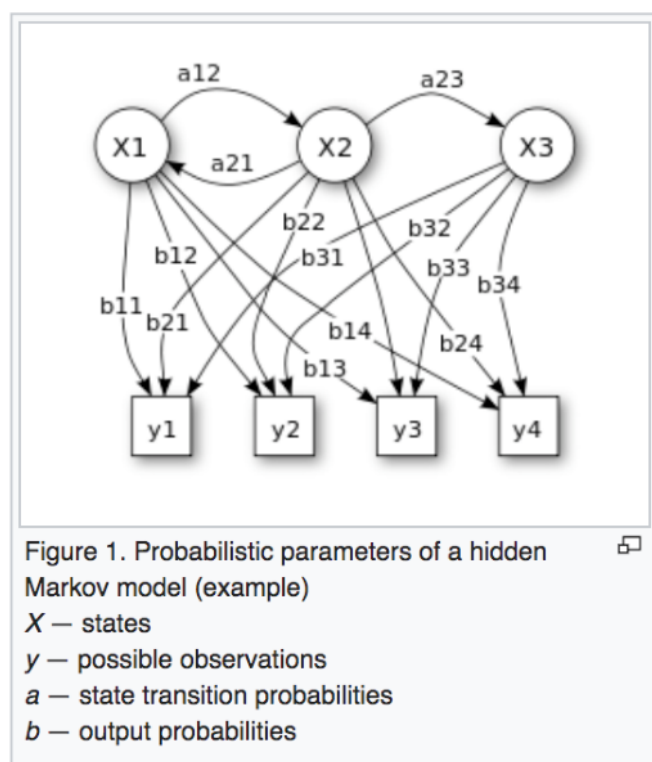 a12
a23
X1
X2
X3
a21
b22
b32
b12
b31
b33
b34
b11
b21
b14
b24
b13
y1
y2
y3
y4
Figure 1. Probabilistic parameters of a hidden
Markov model (example)
X — states
y — possible observations
a — state transition probabilities
b — output probabilities